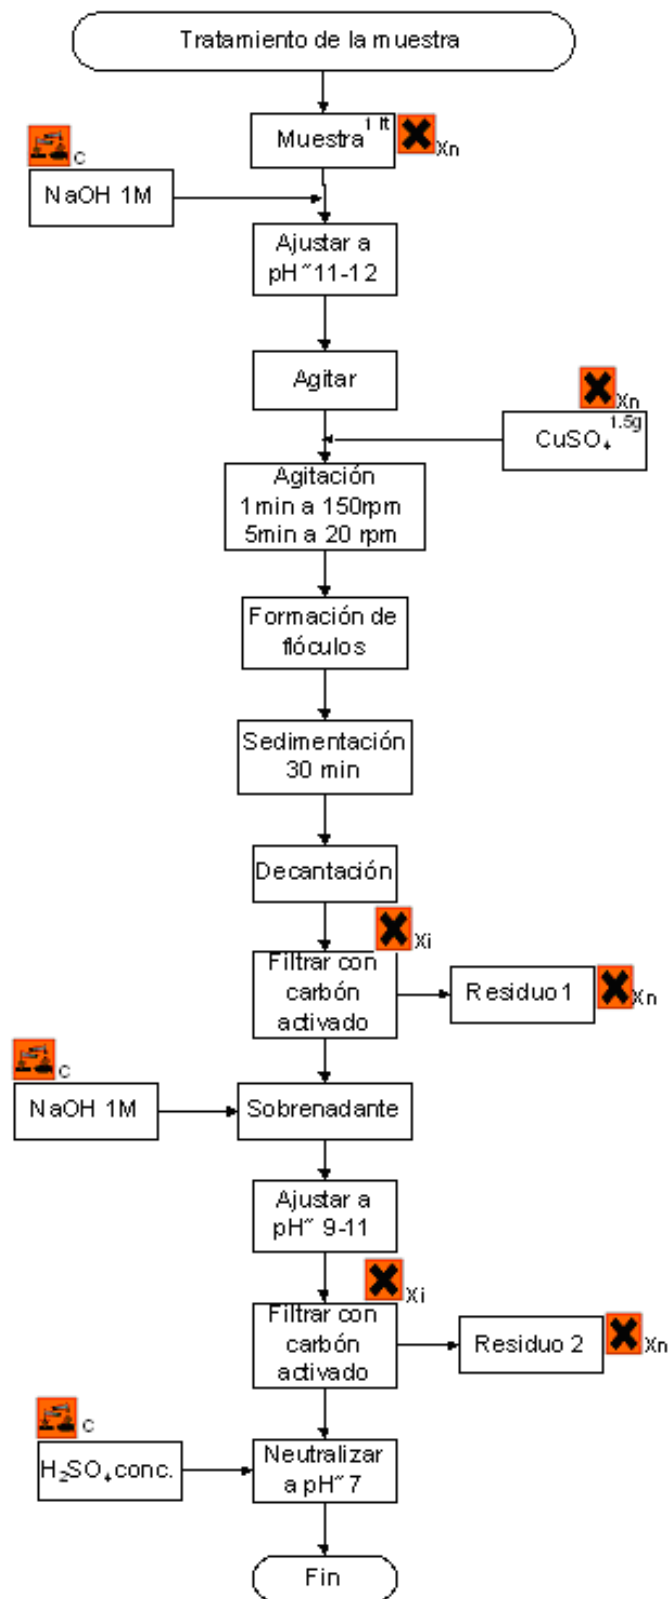 Tratamiento de la muestra
Muestra 1 lt
Xn
C
NaOH 1M
Ajustar a
pH~11-12
Agitar
Xn
CuSO₄ 1.5g
Agitación
1min a 150rpm
5min a 20 rpm
Formación de
flóculos
Sedimentación
30 min
Decantación
Xi
Filtrar con
carbón
activado
Residuo 1
Xn
C
NaOH 1M
Sobrenadante
Ajustar a
pH~ 9-11
Xi
Filtrar con
carbón
activado
Residuo 2
Xn
C
H₂SO₄conc.
Neutralizar
a pH~7
Fin